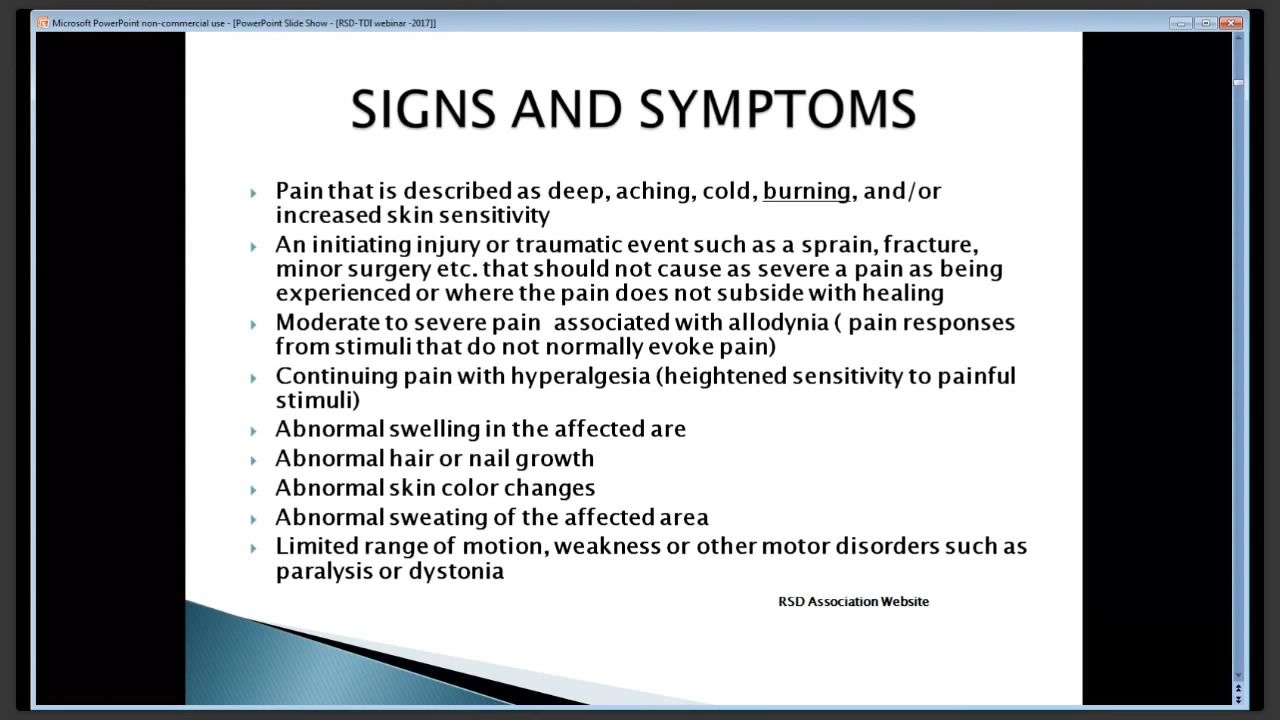 Microsoft PowerPoint non-commercial use - [PowerPoint Slide Show - [RSD-TDI webinar -2017]]
SIGNS AND SYMPTOMS
Pain that is described as deep, aching, cold, burning, and/or
increased skin sensitivity
An initiating injury or traumatic event such as a sprain, fracture,
minor surgery etc. that should not cause as severe a pain as being
experienced or where the pain does not subside with healing
Moderate to severe pain  associated with allodynia ( pain responses
from stimuli that do not normally evoke pain)
Continuing pain with hyperalgesia (heightened sensitivity to painful
stimuli)
Abnormal swelling in the affected are
Abnormal hair or nail growth
Abnormal skin color changes
Abnormal sweating of the affected area
Limited range of motion, weakness or other motor disorders such as
paralysis or dystonia
RSD Association Website